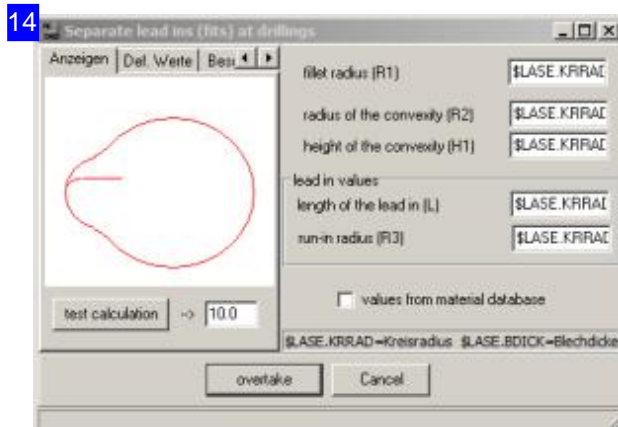 14
Separate lead ins (fits) at drillings
Anzeigen Def. Werte
fillet radius (R1) $LASE.KRRAD
radius of the convexity (R2) $LASE.KRRAD
height of the convexity (H1) $LASE.KRRAD
lead in values
length of the lead in (L) $LASE.KRRAD
run-in radius (R3) $LASE.KRRAD
values from material database
test calculation -> 10.0
$LASE.KRRAD=Kreisradius $LASE.BDICK=Blechdicke
overtake Cancel